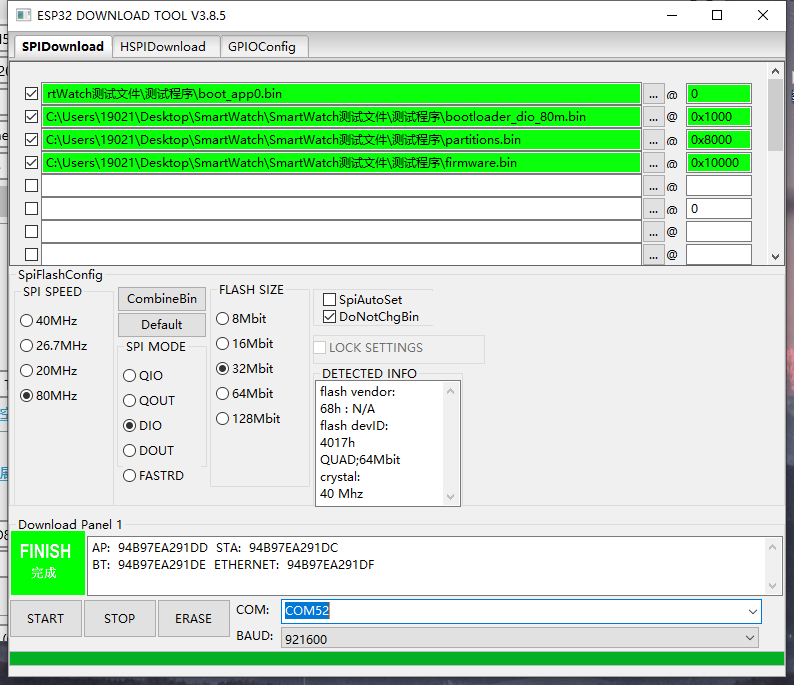 ESP32 DOWNLOAD TOOL V3.8.5
SPIDownload HSPIDownload GPIOConfig
rtWatch测试文件\测试程序\boot_app0.bin ... @ 0
C:\Users\19021\Desktop\SmartWatch\SmartWatch测试文件\测试程序\bootloader_dio_80m.bin ... @ 0x1000
C:\Users\19021\Desktop\SmartWatch\SmartWatch测试文件\测试程序\partitions.bin ... @ 0x8000
C:\Users\19021\Desktop\SmartWatch\SmartWatch测试文件\测试程序\firmware.bin ... @ 0x10000
... @
... @ 0
... @
... @
SpiFlashConfig
SPI SPEED
40MHz
26.7MHz
20MHz
80MHz
CombineBin
Default
SPI MODE
QIO
QOUT
DIO
DOUT
FASTRD
FLASH SIZE
8Mbit
16Mbit
32Mbit
64Mbit
128Mbit
SpiAutoSet
DoNotChgBin
LOCK SETTINGS
DETECTED INFO
flash vendor:
68h : N/A
flash devID:
4017h
QUAD;64Mbit
crystal:
40 Mhz
Download Panel 1
FINISH
完成
AP: 94B97EA291DD STA: 94B97EA291DC
BT: 94B97EA291DE ETHERNET: 94B97EA291DF
START STOP ERASE
COM: COM52
BAUD: 921600